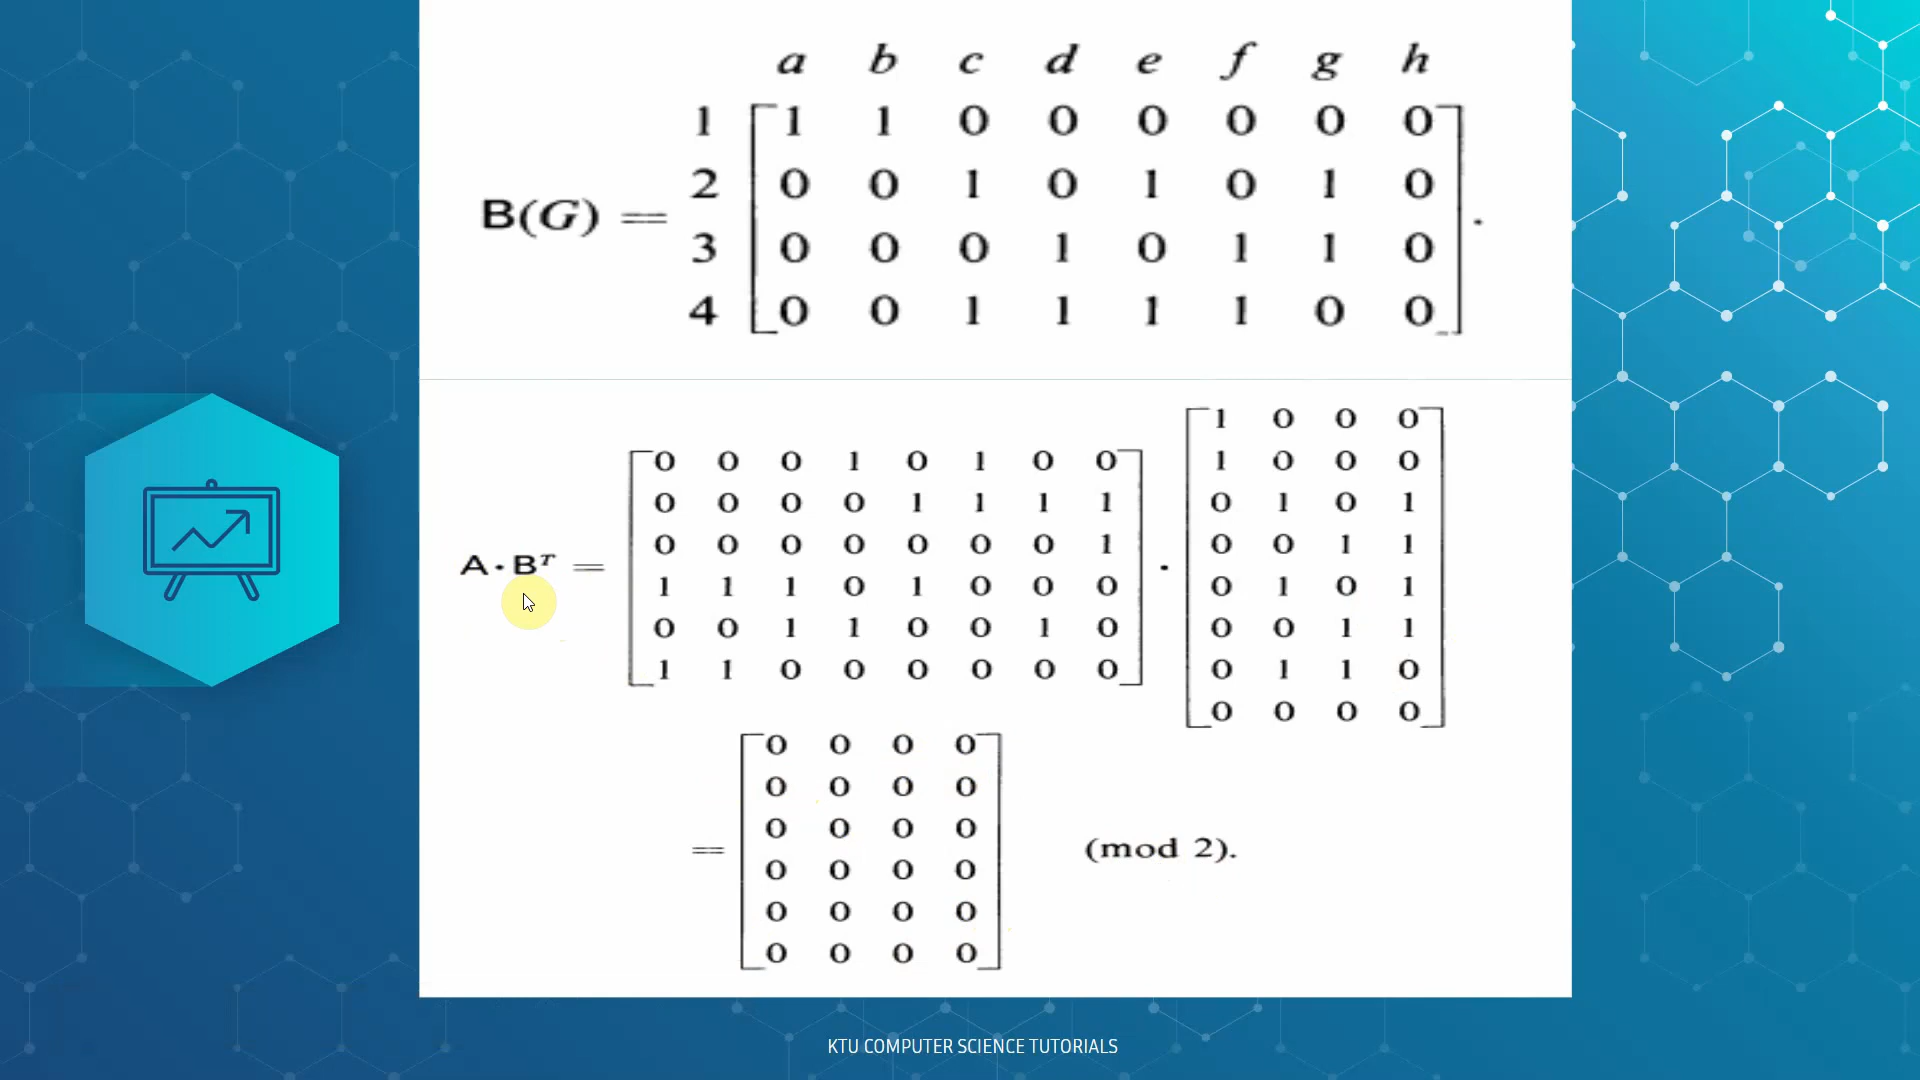 a b c d e f g h
1 1 1 0 0 0 0 0 0
2 0 0 1 0 1 0 1 0
B(G) = .
3 0 0 0 1 0 1 1 0
4 0 0 1 1 1 1 0 0
1 0 0 0
0 0 0 1 0 1 0 0 1 0 0 0
0 0 0 0 1 1 1 1 0 1 0 1
0 0 0 0 0 0 0 1 0 0 1 1
A · Bᵀ = ·
1 1 1 0 1 0 0 0 0 1 0 1
0 0 1 1 0 0 1 0 0 0 1 1
1 1 0 0 0 0 0 0 0 1 1 0
0 0 0 0
0 0 0 0
0 0 0 0
0 0 0 0
= (mod 2).
0 0 0 0
0 0 0 0
0 0 0 0
KTU COMPUTER SCIENCE TUTORIALS